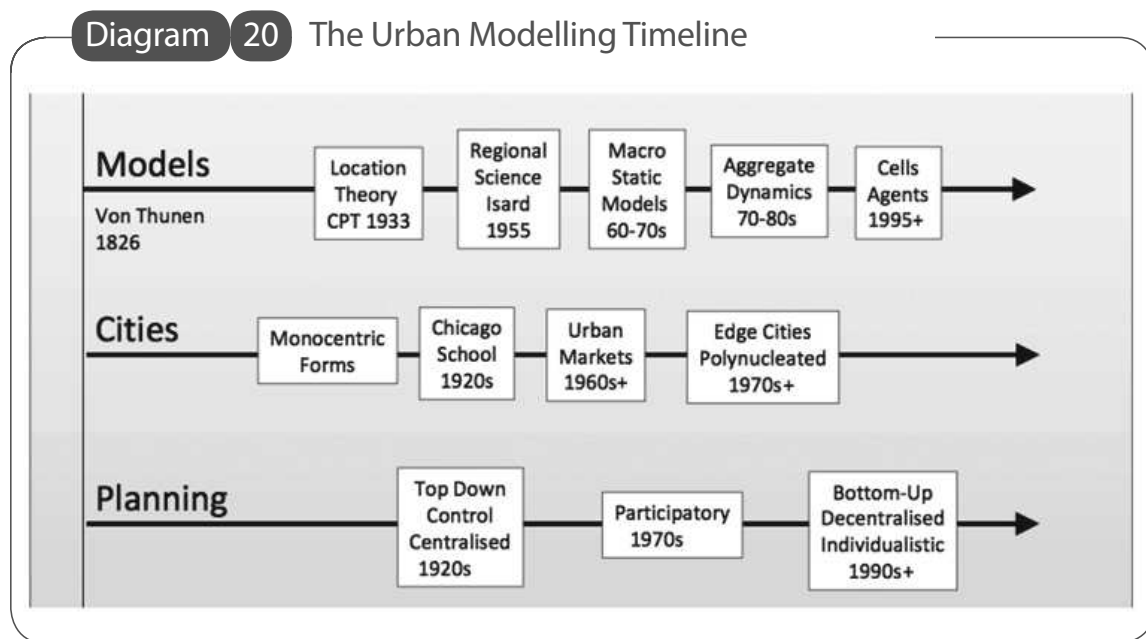 Diagram 20 The Urban Modelling Timeline
Models
Von Thunen
1826
Location
Theory
CPT 1933
Regional
Science
Isard
1955
Macro
Static
Models
60-70s
Aggregate
Dynamics
70-80s
Cells
Agents
1995+
Cities
Monocentric
Forms
Chicago
School
1920s
Urban
Markets
1960s+
Edge Cities
Polynucleated
1970s+
Planning
Top Down
Control
Centralised
1920s
Participatory
1970s
Bottom-Up
Decentralised
Individualistic
1990s+